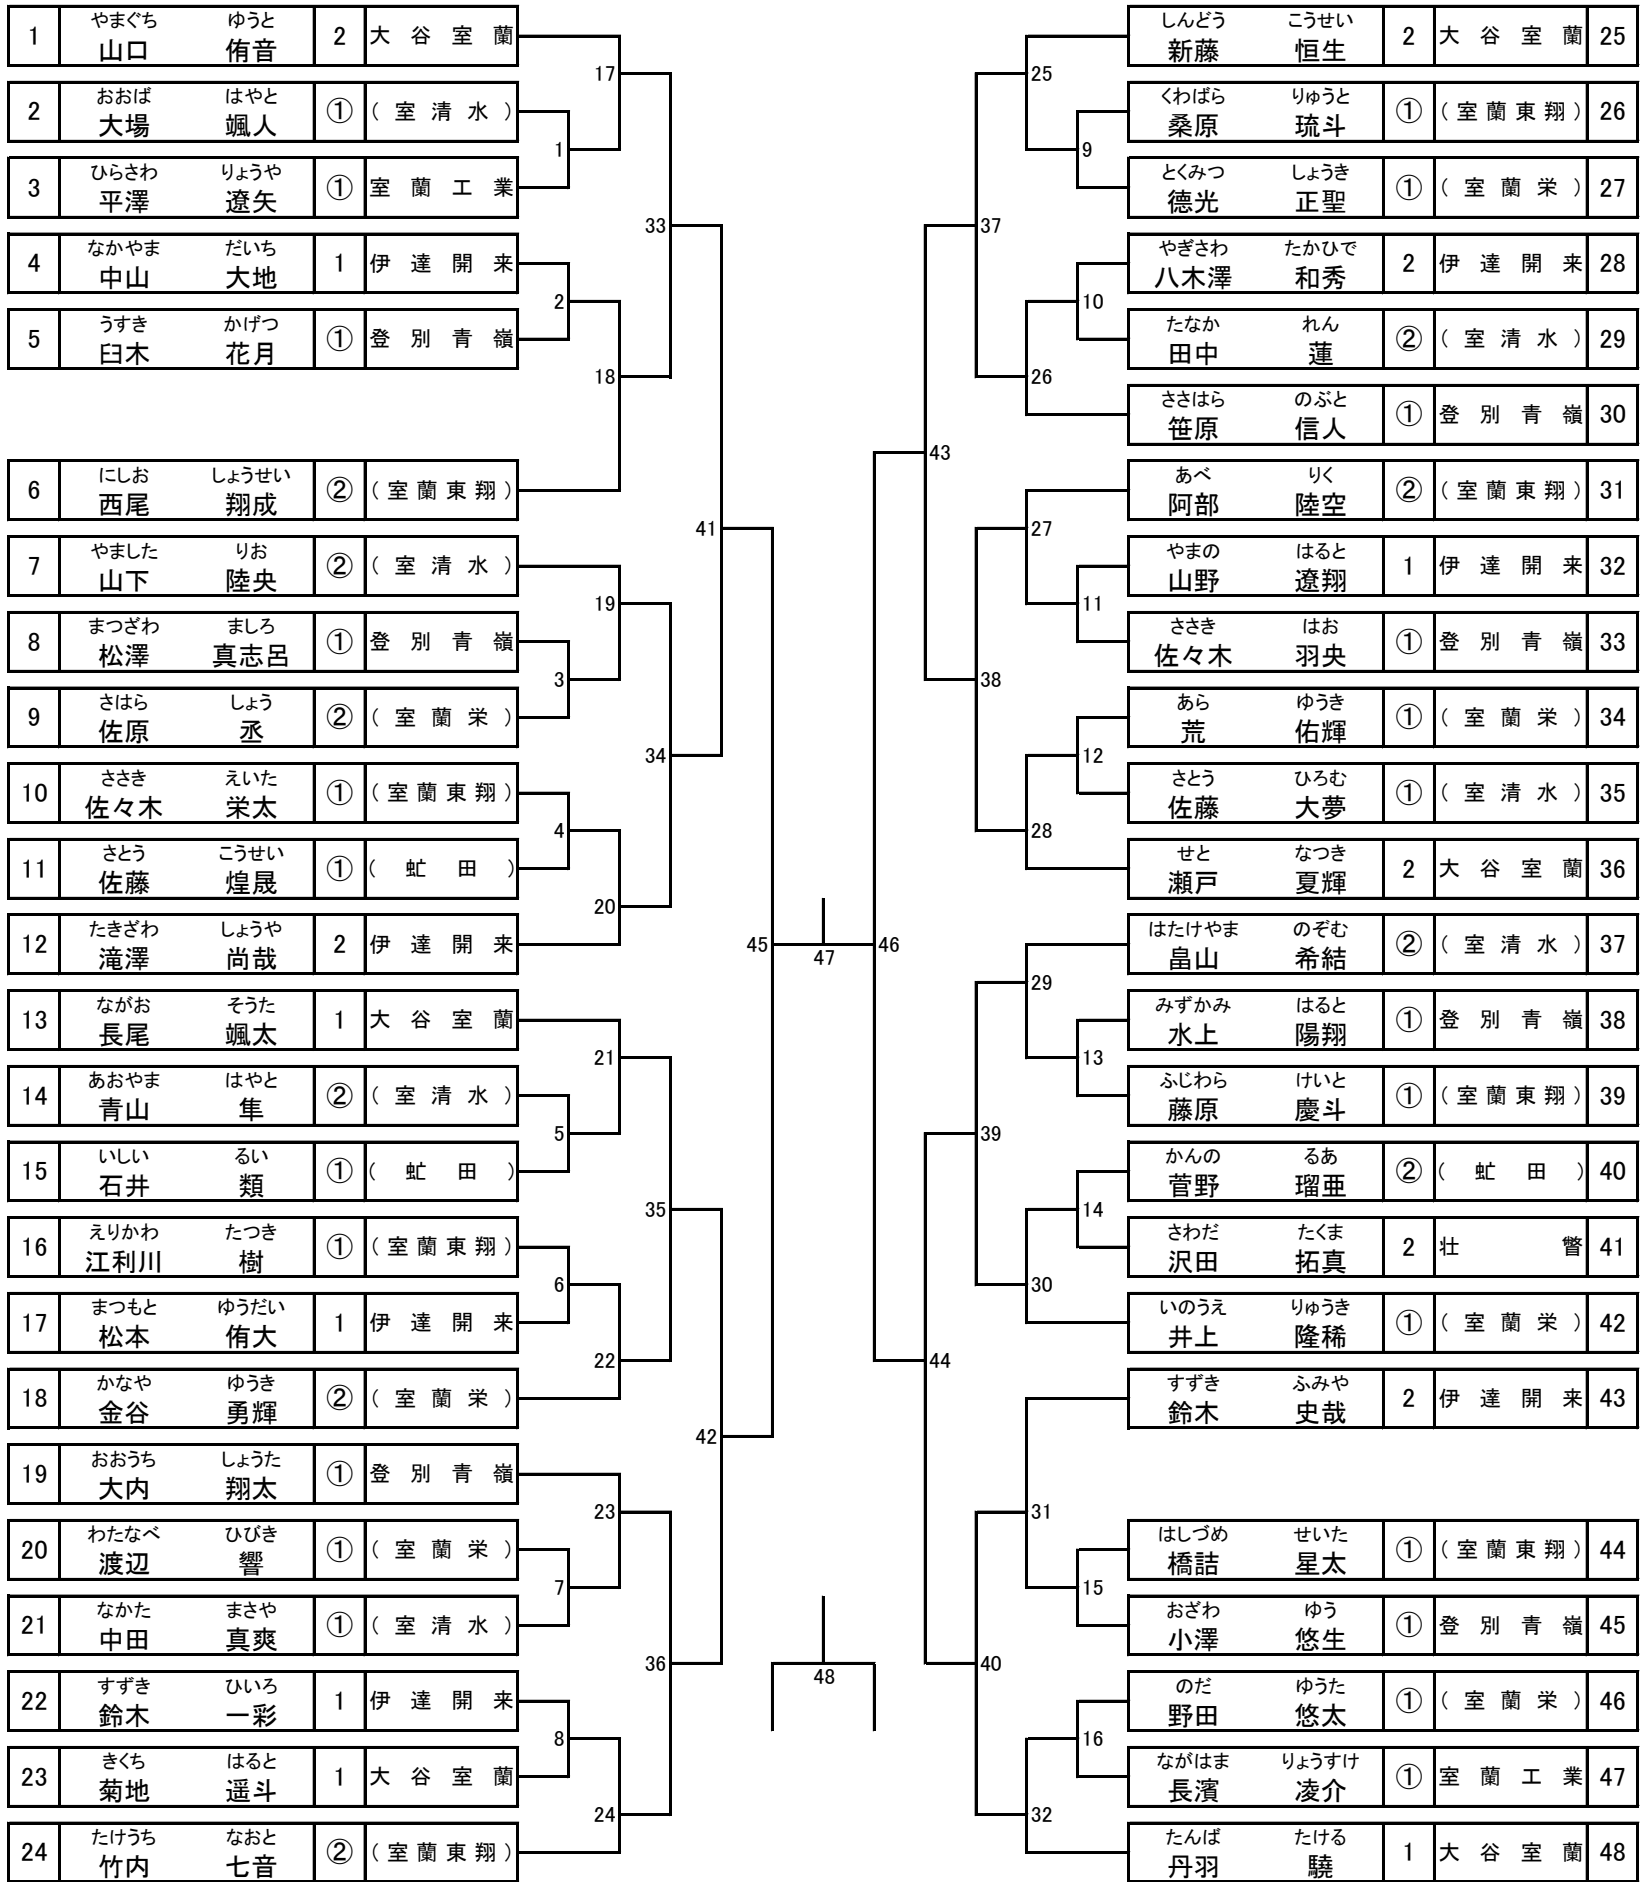 やまぐち ゆうと
1 山口 侑音 2 大谷室蘭
おおば はやと
2 大場 颯人 ① (室清水)
ひらさわ りょうや
3 平澤 遼矢 ① 室蘭工業
なかやま だいち
4 中山 大地 1 伊達開来
うすき かげつ
5 臼木 花月 ① 登別青嶺
にしお しょうせい
6 西尾 翔成 ② (室蘭東翔)
やました りお
7 山下 陸央 ② (室清水)
まつざわ ましろ
8 松澤 真志呂 ① 登別青嶺
さはら しょう
9 佐原 丞 ② (室蘭栄)
ささき えいた
10 佐々木 栄太 ① (室蘭東翔)
さとう こうせい
11 佐藤 煌晟 ① (虻田)
たきざわ しょうや
12 滝澤 尚哉 2 伊達開来
ながお そうた
13 長尾 颯太 1 大谷室蘭
あおやま はやと
14 青山 隼 ② (室清水)
いしい るい
15 石井 類 ① (虻田)
えりかわ たつき
16 江利川 樹 ① (室蘭東翔)
まつもと ゆうだい
17 松本 侑大 1 伊達開来
かなや ゆうき
18 金谷 勇輝 ② (室蘭栄)
おおうち しょうた
19 大内 翔太 ① 登別青嶺
わたなべ ひびき
20 渡辺 響 ① (室蘭栄)
なかた まさや
21 中田 真爽 ① (室清水)
すずき ひいろ
22 鈴木 一彩 1 伊達開来
きくち はると
23 菊地 遥斗 1 大谷室蘭
たけうち なおと
24 竹内 七音 ② (室蘭東翔)
1
2
3
4
5
6
7
8
17
18
19
20
21
22
23
24
33
34
35
36
41
42
45
47
48
46
43
44
37
38
39
40
25
26
27
28
29
30
31
32
9
10
11
12
13
14
15
16
しんどう こうせい
新藤 恒生 2 大谷室蘭 25
くわばら りゅうと
桑原 琉斗 ① (室蘭東翔) 26
とくみつ しょうき
德光 正聖 ① (室蘭栄) 27
やぎさわ たかひで
八木澤 和秀 2 伊達開来 28
たなか れん
田中 蓮 ② (室清水) 29
ささはら のぶと
笹原 信人 ① 登別青嶺 30
あべ りく
阿部 陸空 ② (室蘭東翔) 31
やまの はると
山野 遼翔 1 伊達開来 32
ささき はお
佐々木 羽央 ① 登別青嶺 33
あら ゆうき
荒 佑輝 ① (室蘭栄) 34
さとう ひろむ
佐藤 大夢 ① (室清水) 35
せと なつき
瀬戸 夏輝 2 大谷室蘭 36
はたけやま のぞむ
畠山 希結 ② (室清水) 37
みずかみ はると
水上 陽翔 ① 登別青嶺 38
ふじわら けいと
藤原 慶斗 ① (室蘭東翔) 39
かんの るあ
菅野 瑠亜 ② (虻田) 40
さわだ たくま
沢田 拓真 2 壮瞥 41
いのうえ りゅうき
井上 隆稀 ① (室蘭栄) 42
すずき ふみや
鈴木 史哉 2 伊達開来 43
はしづめ せいた
橋詰 星太 ① (室蘭東翔) 44
おざわ ゆう
小澤 悠生 ① 登別青嶺 45
のだ ゆうた
野田 悠太 ① (室蘭栄) 46
ながはま りょうすけ
長濱 凌介 ① 室蘭工業 47
たんば たける
丹羽 驍 1 大谷室蘭 48